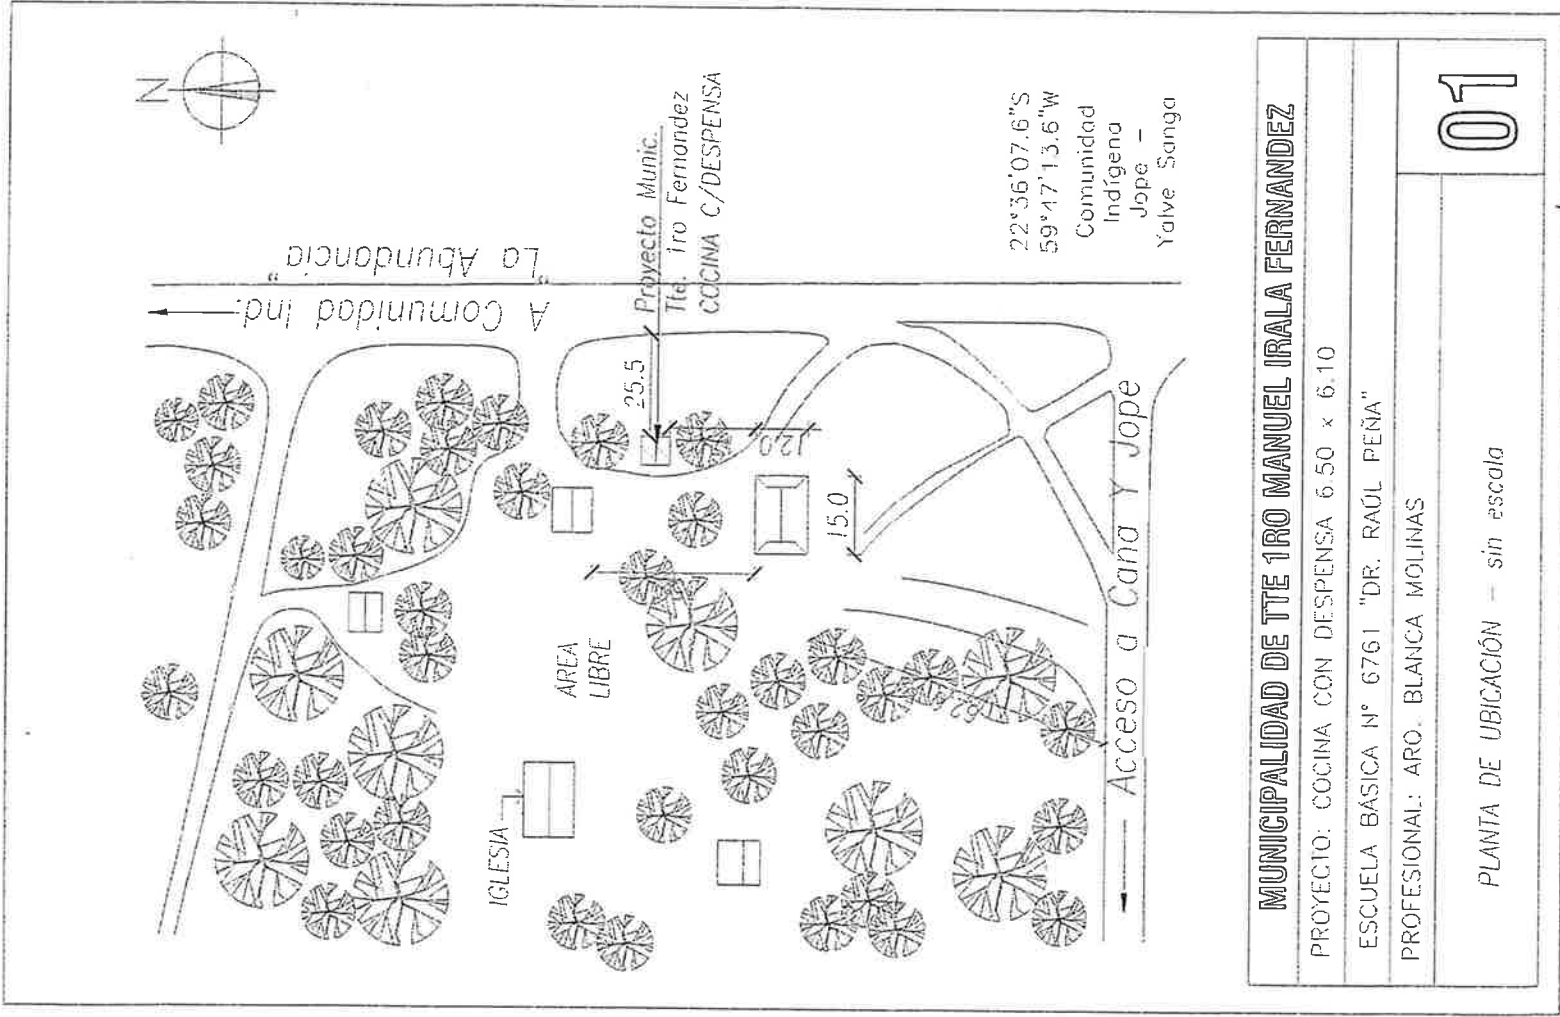 N
"La Abundancia"
A Comunidad Ind.
Proyecto Munic.
Tte. 1ro Fernandez
COCINA C/DESPENSA
25.5
12.0
15.0
ÁREA
LIBRE
IGLESIA
22°36'07.6"S
59°47'13.6"W
Comunidad
Indígena
Jope –
Yalve Sanga
Acceso a Cana Y Jope
MUNICIPALIDAD DE TTE 1RO MANUEL IRALA FERNANDEZ
PROYECTO: COCINA CON DESPENSA 6.50 x 6.10
ESCUELA BÁSICA N° 6761 "DR. RAÚL PEÑA"
PROFESIONAL: ARQ. BLANCA MOLINAS
PLANTA DE UBICACIÓN – sin escala
01